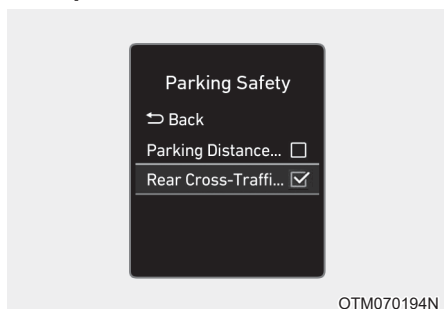 Parking Safety
Back
Parking Distance...
Rear Cross-Traffi...
OTM070194N